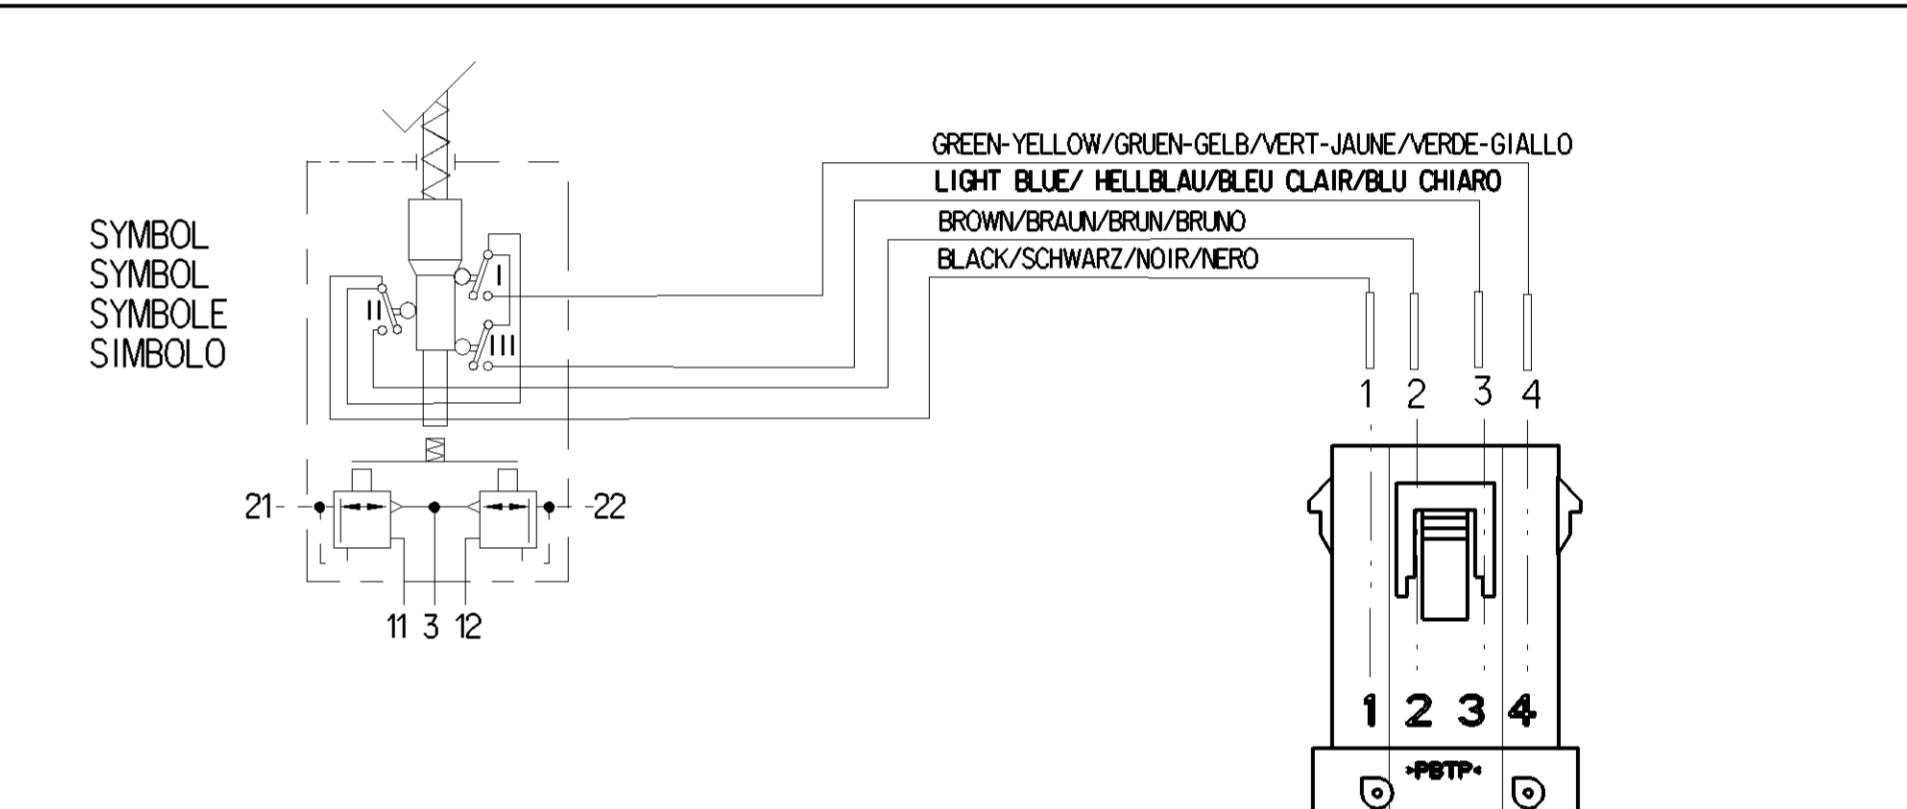 GREEN-YELLOW/GRUEN-GELB/VERT-JAUNE/VERDE-GIALLO
LIGHT BLUE/ HELLBLAU/BLEU CLAIR/BLU CHIARO
BROWN/BRAUN/BRUN/BRUNO
BLACK/SCHWARZ/NOIR/NERO
SYMBOL
SYMBOL
SYMBOLE
SIMBOLO
I
II
III
1 2 3 4
21
22
11 3 12
1 2 3 4
>PBTP<